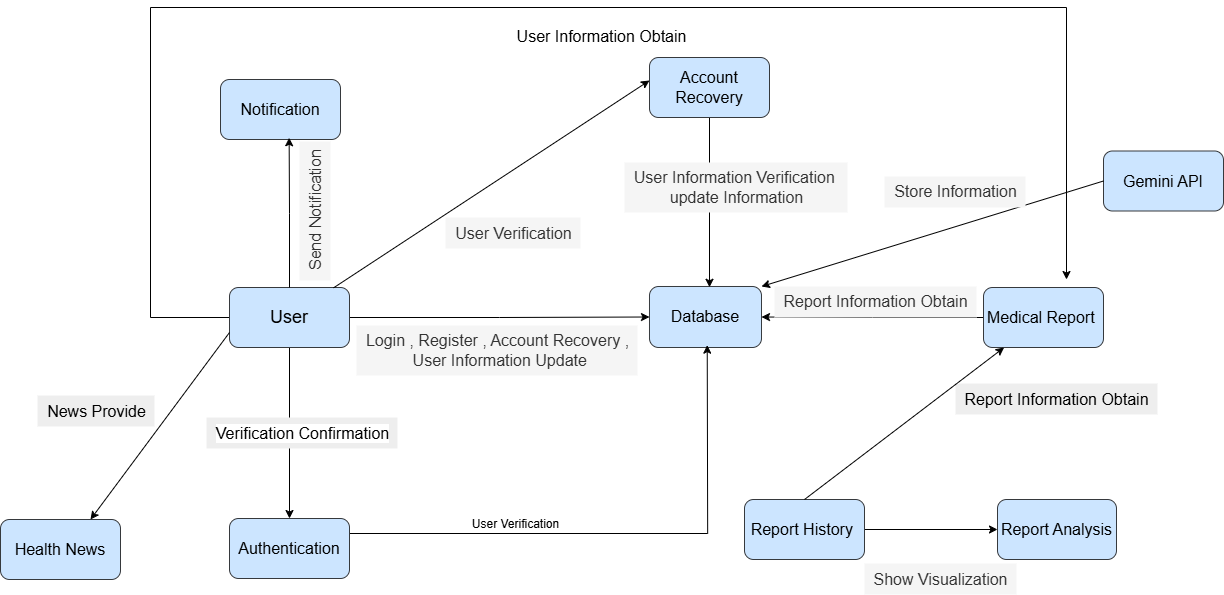 User Information Obtain
Account
Recovery
Notification
Send Notification
User Information Verification
update Information
Store Information
Gemini API
User Verification
User
Database
Report Information Obtain
Medical Report
Login , Register , Account Recovery ,
User Information Update
News Provide
Report Information Obtain
Verification Confirmation
User Verification
Health News
Authentication
Report History
Report Analysis
Show Visualization